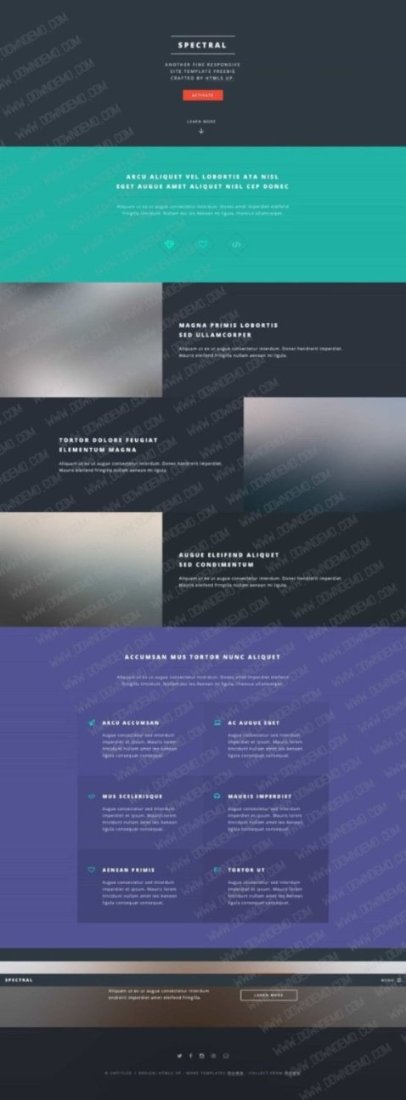 SPECTRAL
ANOTHER FINE RESPONSIVE
SITE TEMPLATE FREEBIE
CRAFTED BY HTML5 UP.
ACTIVATE
LEARN MORE
ARCU ALIQUET VEL LOBORTIS ATA NISL
EGET AUGUE AMET ALIQUET NISL CEP DONEC
Aliquam ut ex ut augue consectetur interdum. Donec amet imperdiet eleifend
fringilla tincidunt. Nullam dui leo Aenean mi ligula, rhoncus ullamcorper.
MAGNA PRIMIS LOBORTIS
SED ULLAMCORPER
Aliquam ut ex ut augue consectetur interdum. Donec hendrerit imperdiet.
Mauris eleifend fringilla nullam aenean mi ligula.
TORTOR DOLORE FEUGIAT
ELEMENTUM MAGNA
Aliquam ut ex ut augue consectetur interdum. Donec hendrerit imperdiet.
Mauris eleifend fringilla nullam aenean mi ligula.
AUGUE ELEIFEND ALIQUET
SED CONDIMENTUM
Aliquam ut ex ut augue consectetur interdum. Donec hendrerit imperdiet.
Mauris eleifend fringilla nullam aenean mi ligula.
ACCUMSAN MUS TORTOR NUNC ALIQUET
Aliquam ut ex ut augue consectetur interdum. Donec amet imperdiet eleifend
fringilla tincidunt. Nullam dui leo Aenean mi ligula, rhoncus ullamcorper.
ARCU ACCUMSAN
Augue consectetur sed interdum
imperdiet et ipsum. Mauris lorem
tincidunt nullam amet leo Aenean
ligula consequat consequat.
AC AUGUE EGET
Augue consectetur sed interdum
imperdiet et ipsum. Mauris lorem
tincidunt nullam amet leo Aenean
ligula consequat consequat.
MUS SCELERISQUE
Augue consectetur sed interdum
imperdiet et ipsum. Mauris lorem
tincidunt nullam amet leo Aenean
ligula consequat consequat.
MAURIS IMPERDIET
Augue consectetur sed interdum
imperdiet et ipsum. Mauris lorem
tincidunt nullam amet leo Aenean
ligula consequat consequat.
AENEAN PRIMIS
Augue consectetur sed interdum
imperdiet et ipsum. Mauris lorem
tincidunt nullam amet leo Aenean
ligula consequat consequat.
TORTOR UT
Augue consectetur sed interdum
imperdiet et ipsum. Mauris lorem
tincidunt nullam amet leo Aenean
ligula consequat consequat.
SPECTRAL
MENU
Aliquam ut ex ut augue consectetur interdum
endrerit imperdiet amet eleifend fringilla.
LEARN MORE
© UNTITLED / DESIGN: HTML5 UP - MORE TEMPLATES - COLLECT FROM
WWW.DOWNDEMO.COM